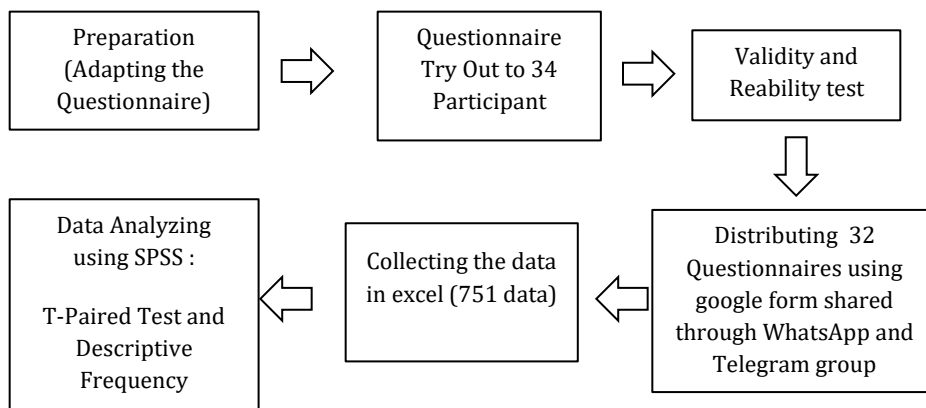 Preparation
(Adapting the
Questionnaire)
Questionnaire
Try Out to 34
Participant
Validity and
Reability test
Distributing 32
Questionnaires using
google form shared
through WhatsApp and
Telegram group
Collecting the data
in excel (751 data)
Data Analyzing
using SPSS :
T-Paired Test and
Descriptive
Frequency